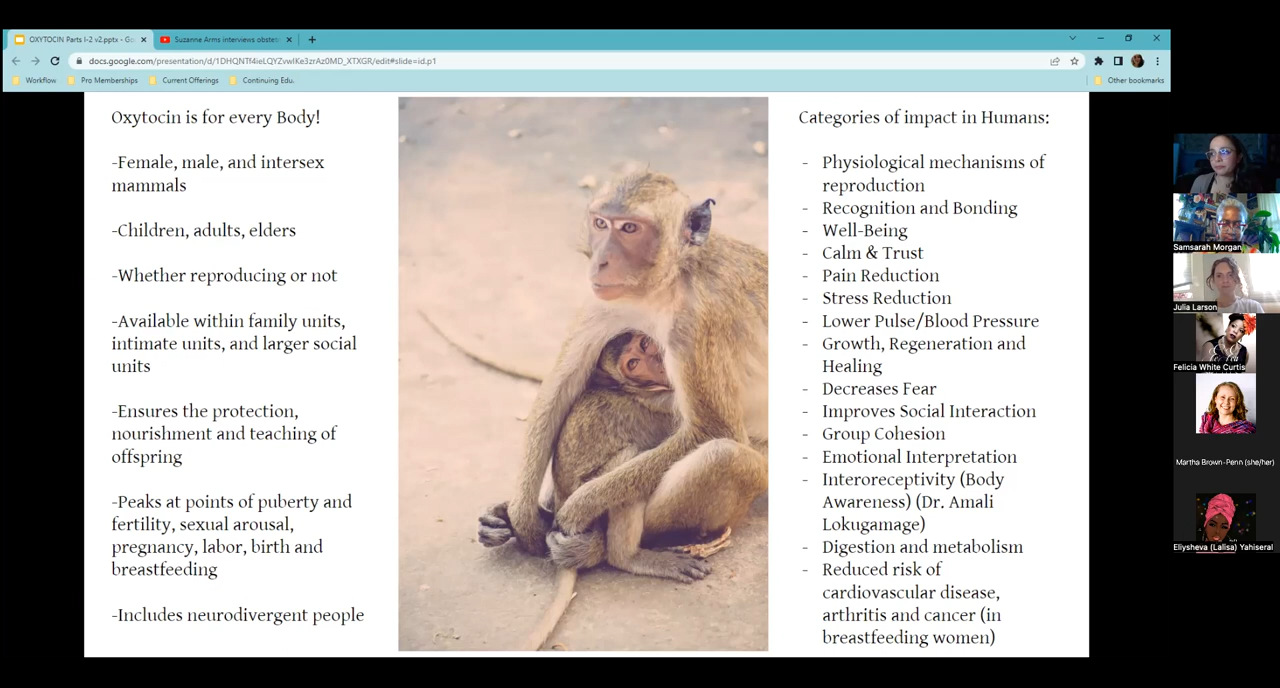 OXYTOCIN Parts I-2 v2.pptx - Go
Suzanne Arms interviews obstet
docs.google.com/presentation/d/1DHQNTf4ieLQYZvwlKe3zrAz0MD_XTXGR/edit#slide=id.p1
Workflow
Pro Memberships
Current Offerings
Continuing Edu.
Other bookmarks
Oxytocin is for every Body!
-Female, male, and intersex
mammals
-Children, adults, elders
-Whether reproducing or not
-Available within family units,
intimate units, and larger social
units
-Ensures the protection,
nourishment and teaching of
offspring
-Peaks at points of puberty and
fertility, sexual arousal,
pregnancy, labor, birth and
breastfeeding
-Includes neurodivergent people
Categories of impact in Humans:
- Physiological mechanisms of
reproduction
- Recognition and Bonding
- Well-Being
- Calm & Trust
- Pain Reduction
- Stress Reduction
- Lower Pulse/Blood Pressure
- Growth, Regeneration and
Healing
- Decreases Fear
- Improves Social Interaction
- Group Cohesion
- Emotional Interpretation
- Interoreceptivity (Body
Awareness) (Dr. Amali
Lokugamage)
- Digestion and metabolism
- Reduced risk of
cardiovascular disease,
arthritis and cancer (in
breastfeeding women)
Samsarah Morgan
Julia Larson
Felicia White Curtis
Martha Brown-Penn (she/her)
Eliysheva (Lalisa) Yahiseral